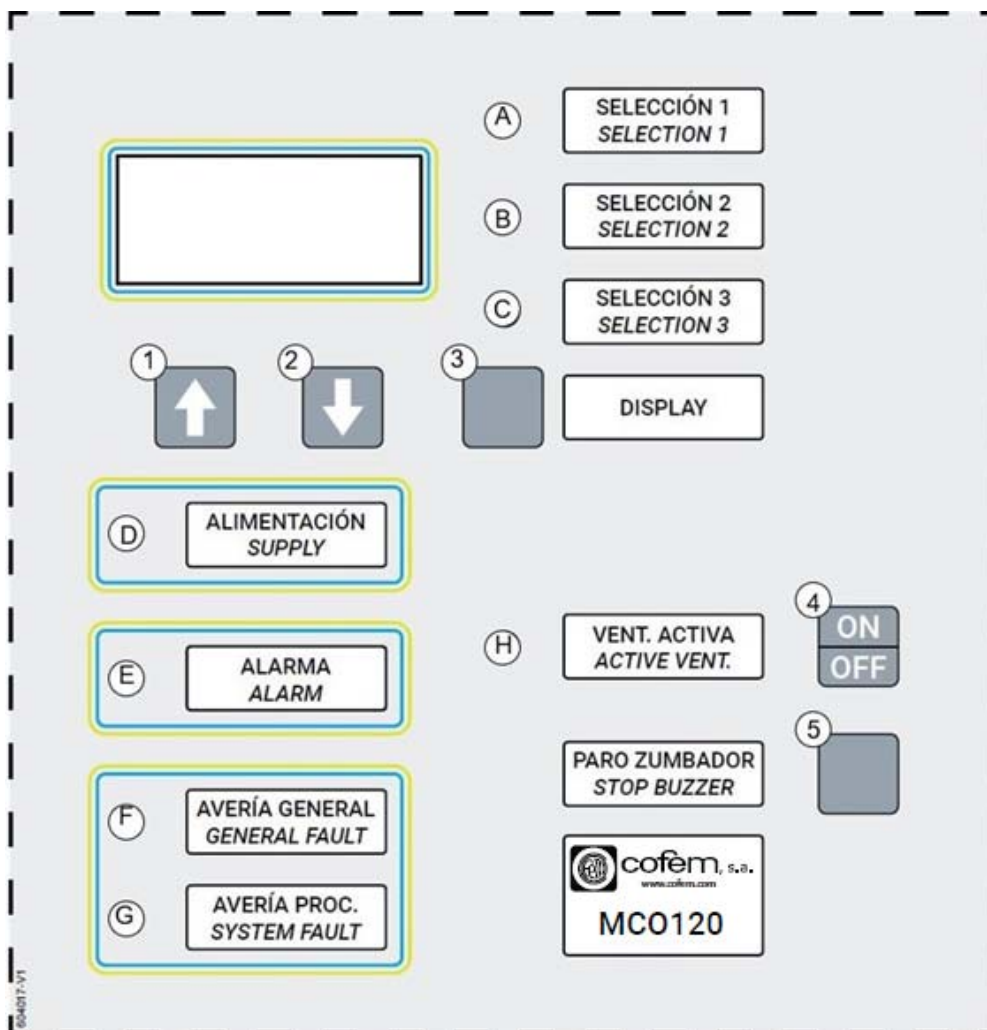 A
SELECCIÓN 1
SELECTION 1
B
SELECCIÓN 2
SELECTION 2
C
SELECCIÓN 3
SELECTION 3
1
2
3
DISPLAY
D
ALIMENTACIÓN
SUPPLY
E
ALARMA
ALARM
F
AVERÍA GENERAL
GENERAL FAULT
G
AVERÍA PROC.
SYSTEM FAULT
H
VENT. ACTIVA
ACTIVE VENT.
4
ON
OFF
PARO ZUMBADOR
STOP BUZZER
5
cofem, s.a.
www.cofem.com
MCO120
604017-V1